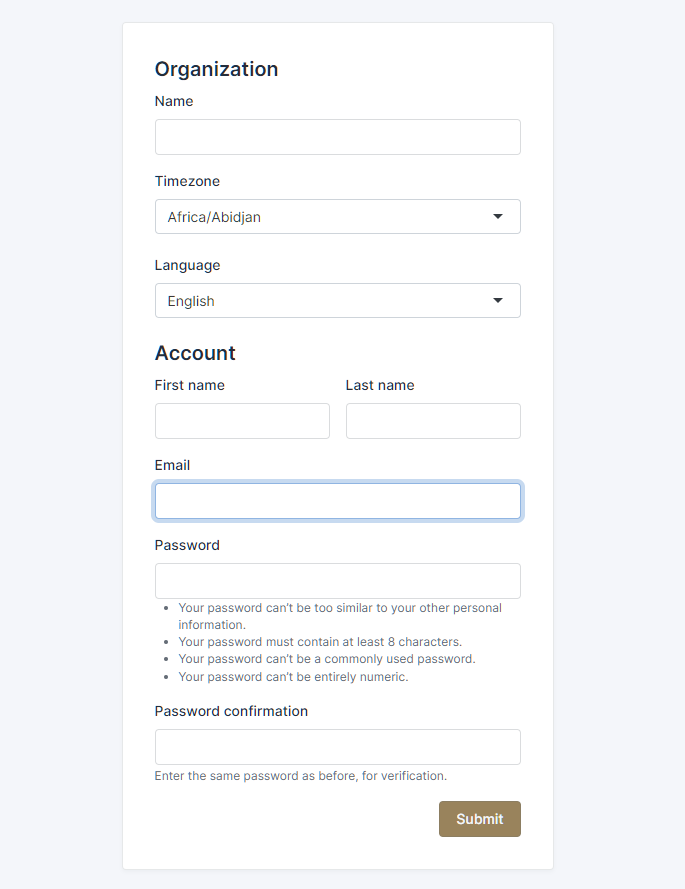 Organization
Name
Timezone
Africa/Abidjan
Language
English
Account
First name Last name
Email
Password
• Your password can’t be too similar to your other personal
information.
• Your password must contain at least 8 characters.
• Your password can’t be a commonly used password.
• Your password can’t be entirely numeric.
Password confirmation
Enter the same password as before, for verification.
Submit